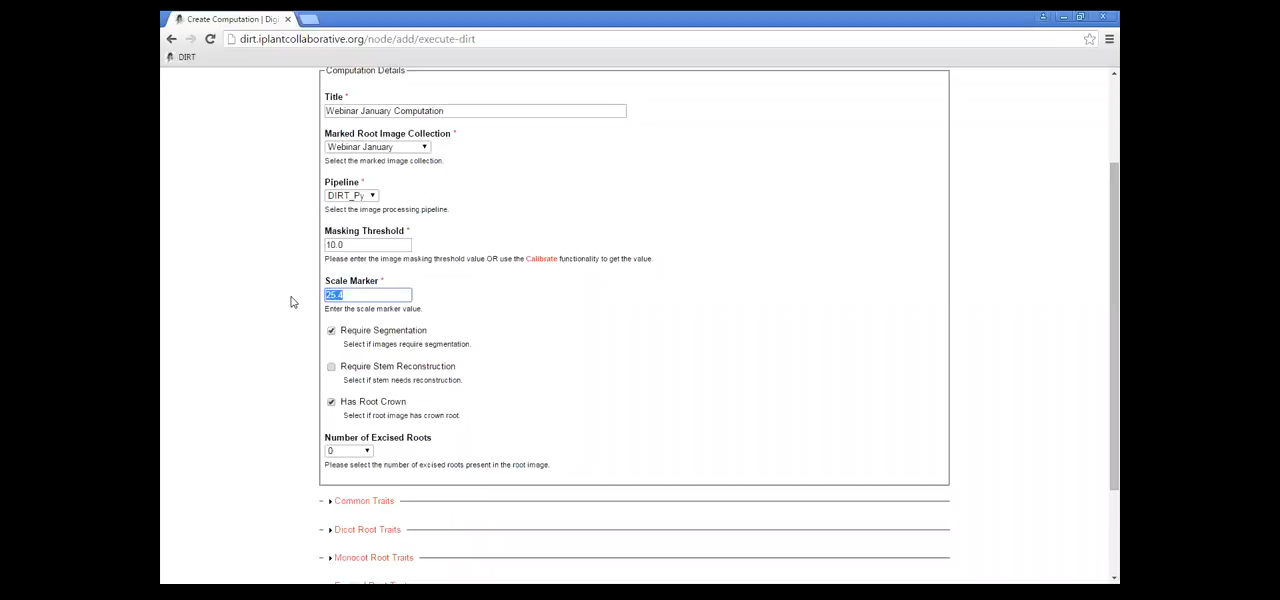 Create Computation | Digi
dirt.iplantcollaborative.org/node/add/execute-dirt
DIRT
Computation Details
Title *
Webinar January Computation
Marked Root Image Collection *
Webinar January
Select the marked image collection.
Pipeline *
DIRT_Py
Select the image processing pipeline.
Masking Threshold *
10.0
Please enter the image masking threshold value OR use the Calibrate functionality to get the value.
Scale Marker *
25.4
Enter the scale marker value.
Require Segmentation
Select if images require segmentation.
Require Stem Reconstruction
Select if stem needs reconstruction.
Has Root Crown
Select if root image has crown root.
Number of Excised Roots
0
Please select the number of excised roots present in the root image.
Common Traits
Dicot Root Traits
Monocot Root Traits